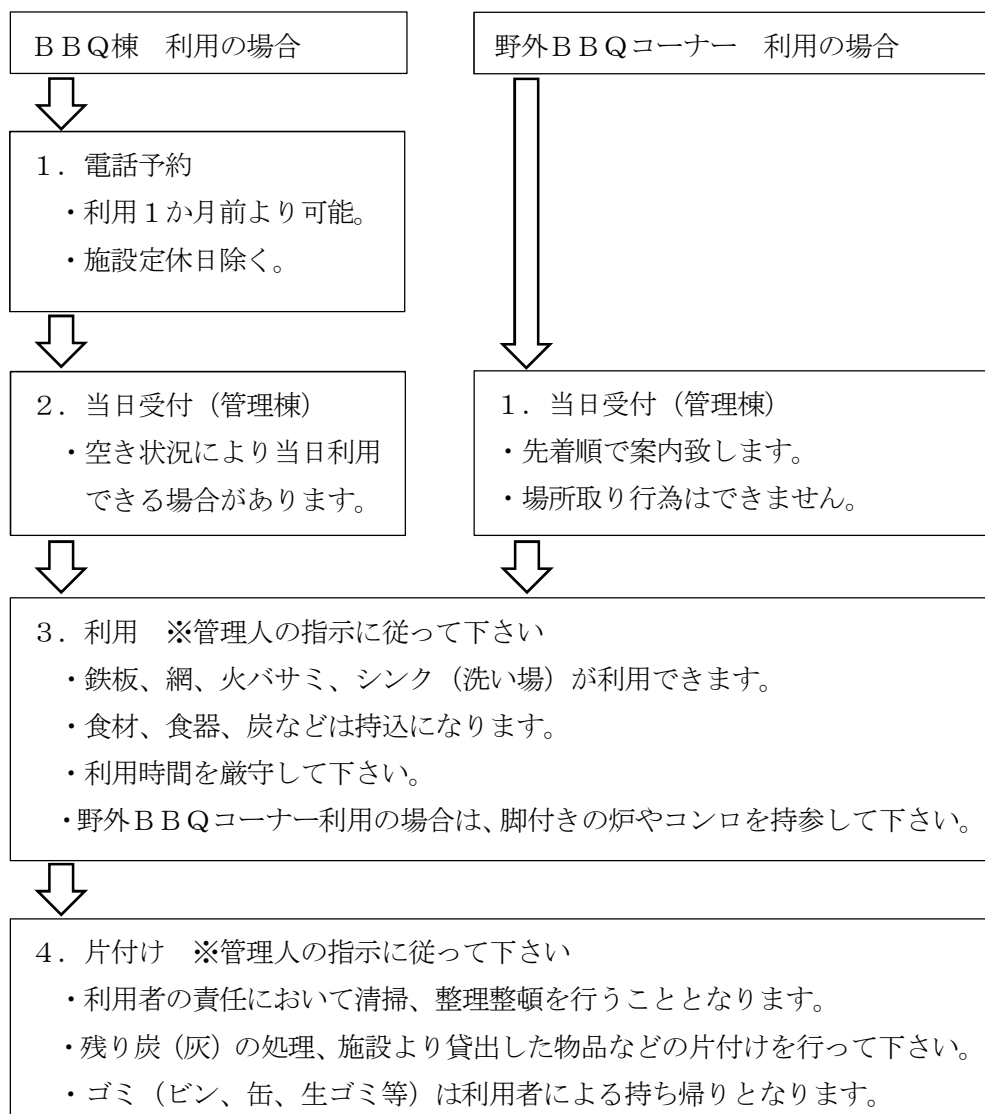 ＢＢＱ棟　利用の場合
野外ＢＢＱコーナー　利用の場合
１．電話予約
・利用１か月前より可能。
・施設定休日除く。
２．当日受付（管理棟）
・空き状況により当日利用
できる場合があります。
１．当日受付（管理棟）
・先着順で案内致します。
・場所取り行為はできません。
３．利用　※管理人の指示に従って下さい
・鉄板、網、火バサミ、シンク（洗い場）が利用できます。
・食材、食器、炭などは持込になります。
・利用時間を厳守して下さい。
・野外ＢＢＱコーナー利用の場合は、脚付きの炉やコンロを持参して下さい。
４．片付け　※管理人の指示に従って下さい
・利用者の責任において清掃、整理整頓を行うこととなります。
・残り炭（灰）の処理、施設より貸出した物品などの片付けを行って下さい。
・ゴミ（ビン、缶、生ゴミ等）は利用者による持ち帰りとなります。